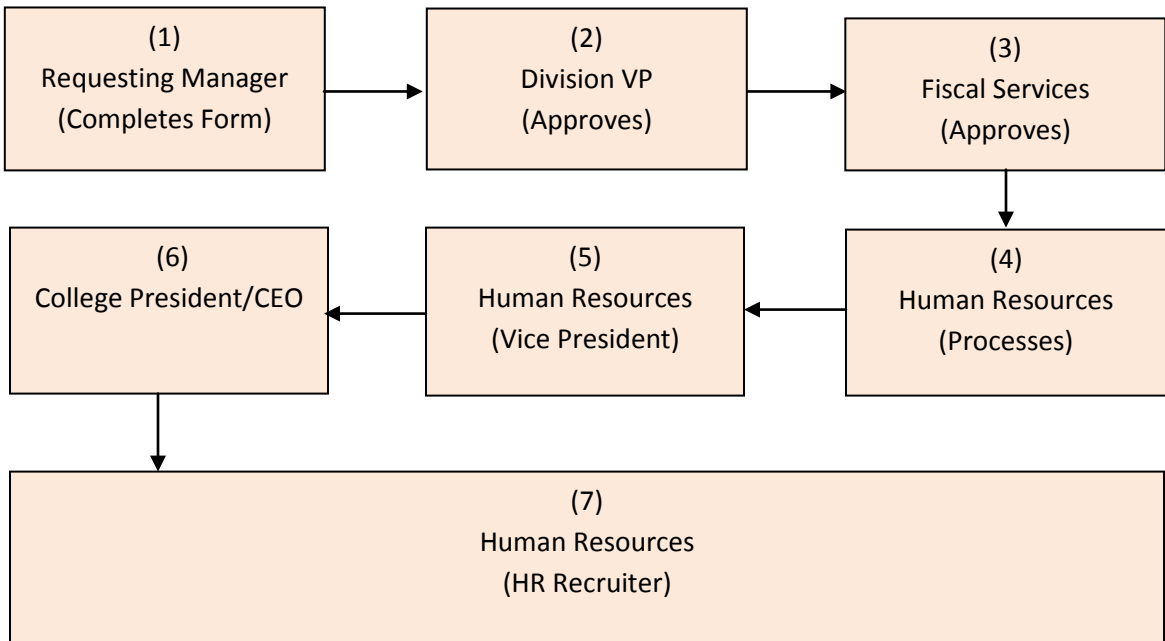 (1)
Requesting Manager
(Completes Form)
(2)
Division VP
(Approves)
(3)
Fiscal Services
(Approves)
(4)
Human Resources
(Processes)
(5)
Human Resources
(Vice President)
(6)
College President/CEO
(7)
Human Resources
(HR Recruiter)